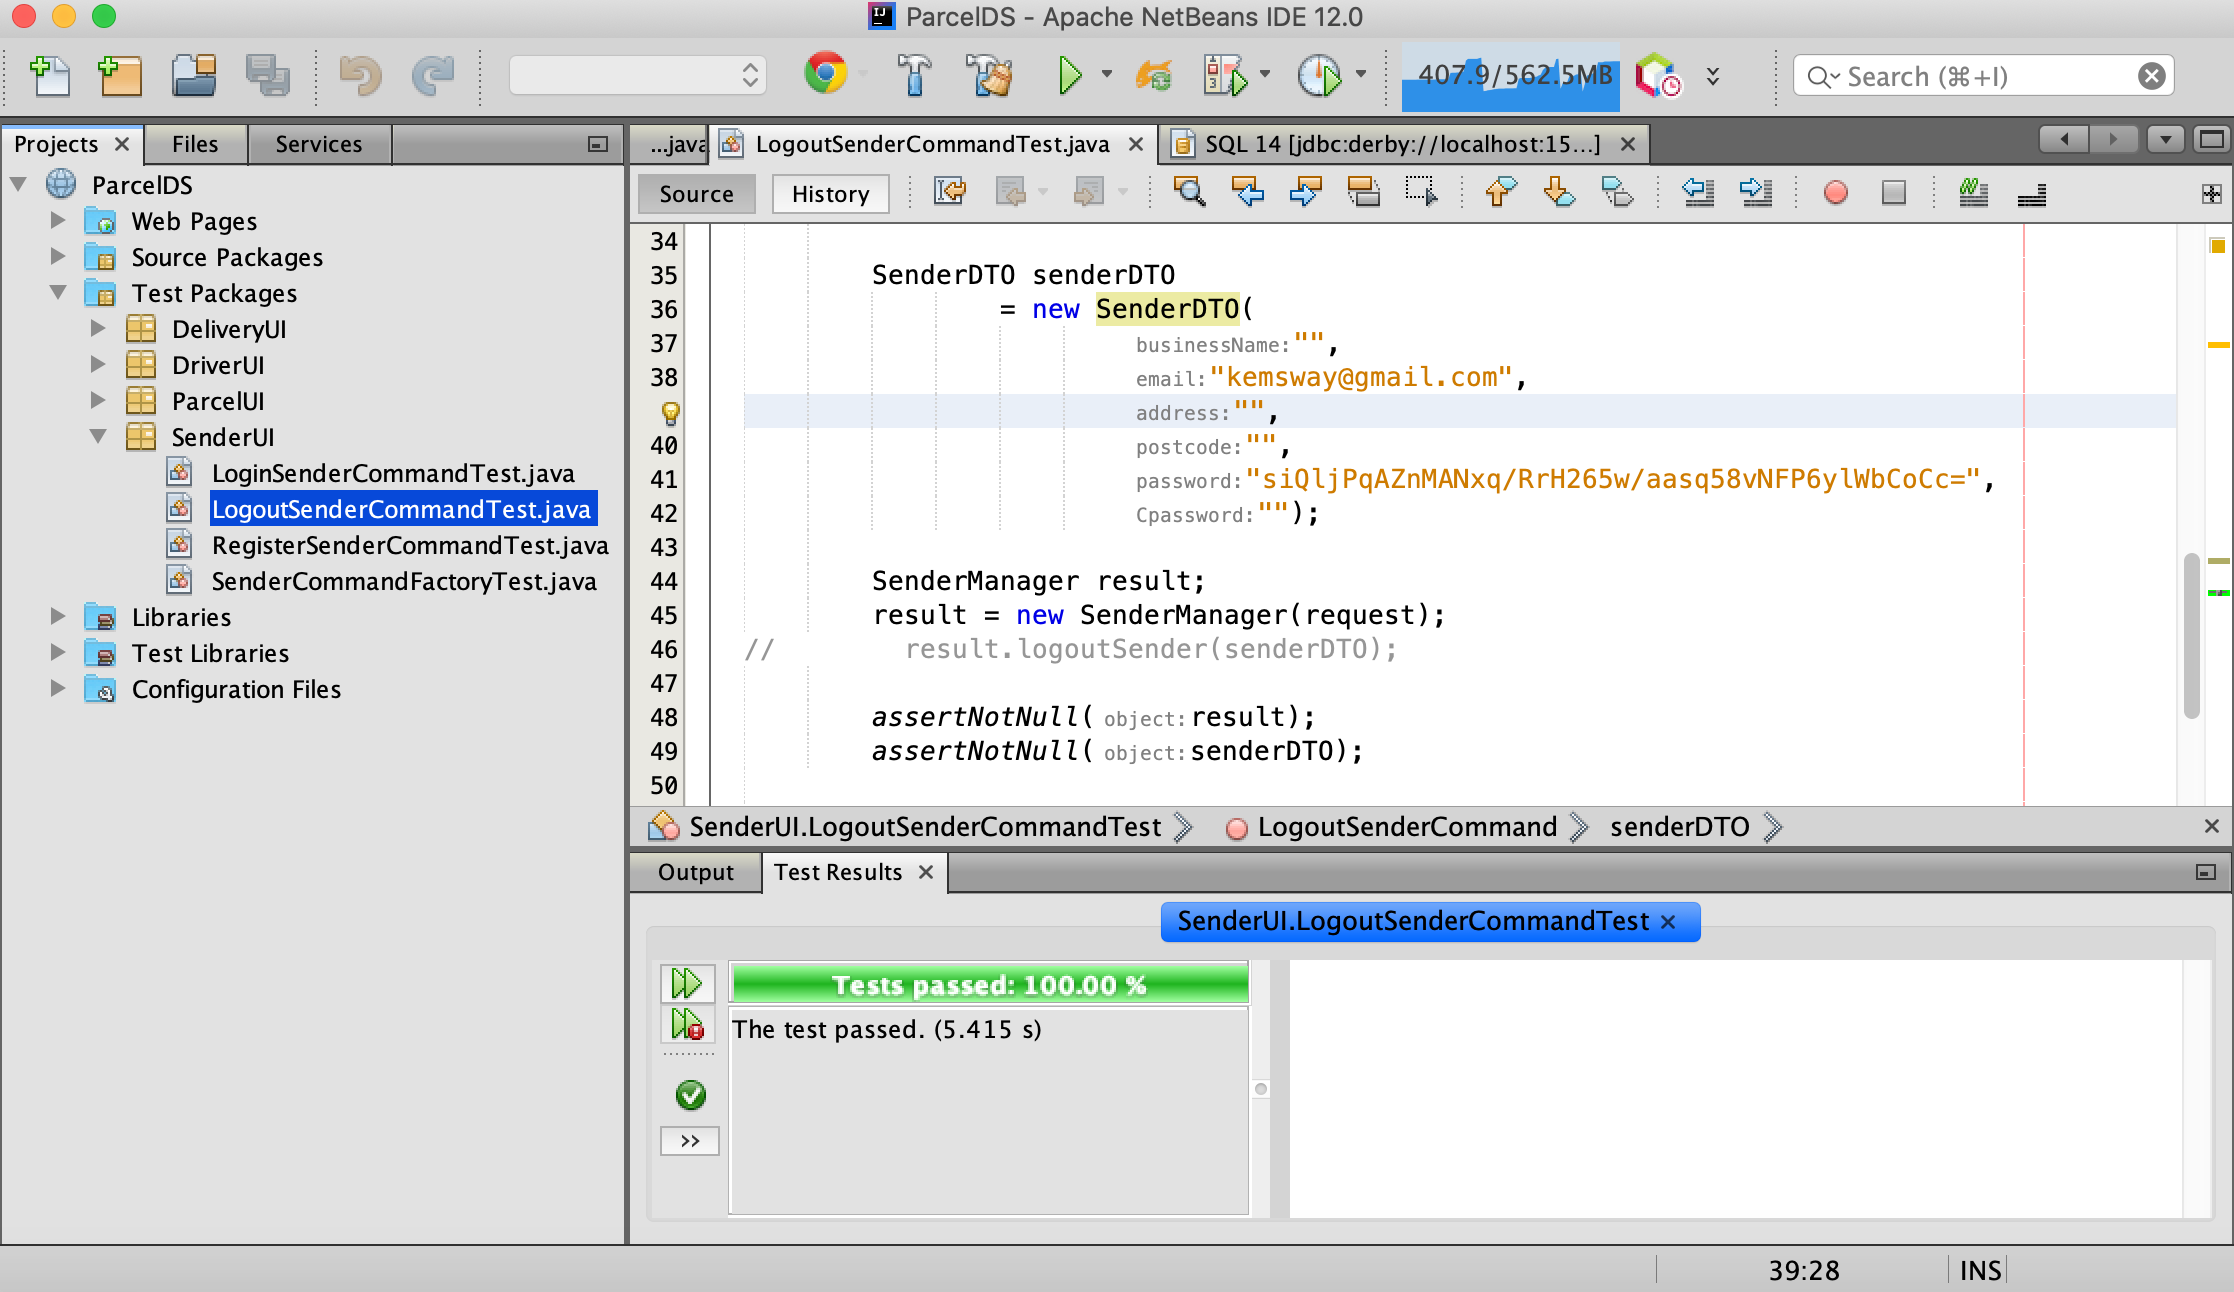 ParcelDS - Apache NetBeans IDE 12.0
407.9/562.5MB
Search (⌘+I)
Projects
Files
Services
...java
LogoutSenderCommandTest.java
SQL 14 [jdbc:derby://localhost:15...]
ParcelDS
Web Pages
Source Packages
Test Packages
DeliveryUI
DriverUI
ParcelUI
SenderUI
LoginSenderCommandTest.java
LogoutSenderCommandTest.java
RegisterSenderCommandTest.java
SenderCommandFactoryTest.java
Libraries
Test Libraries
Configuration Files
Source
History
34
35 SenderDTO senderDTO
36 = new SenderDTO(
37 businessName: "",
38 email: "kemsway@gmail.com",
address: "",
40 postcode: "",
41 password: "siQljPqAZnMANxq/RrH265w/aasq58vNFP6ylWbCoCc=",
42 Cpassword: "");
43
44 SenderManager result;
45 result = new SenderManager(request);
46 // result.logoutSender(senderDTO);
47
48 assertNotNull( object: result);
49 assertNotNull( object: senderDTO);
50
SenderUI.LogoutSenderCommandTest
LogoutSenderCommand
senderDTO
Output
Test Results
SenderUI.LogoutSenderCommandTest
Tests passed: 100.00 %
The test passed. (5.415 s)
>>
39:28
INS